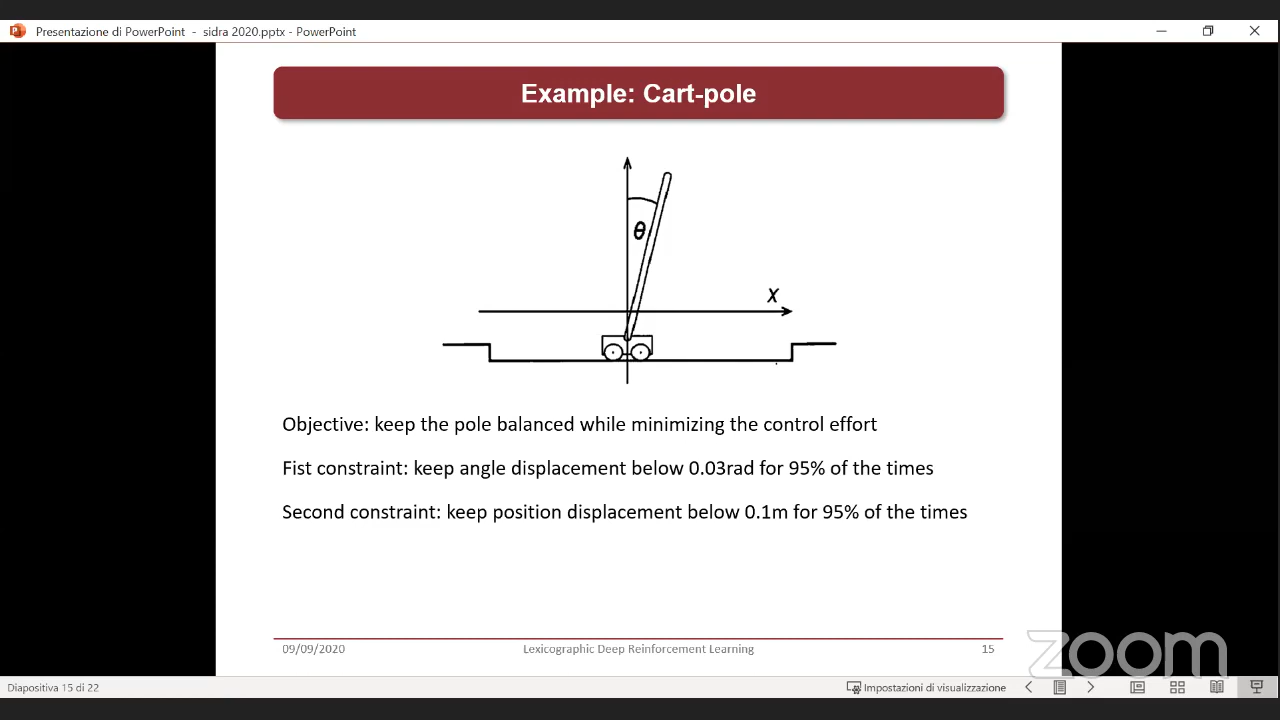 Presentazione di PowerPoint - sidra 2020.pptx - PowerPoint
Example: Cart-pole
θ
X
Objective: keep the pole balanced while minimizing the control effort
Fist constraint: keep angle displacement below 0.03rad for 95% of the times
Second constraint: keep position displacement below 0.1m for 95% of the times
09/09/2020 Lexicographic Deep Reinforcement Learning 15
zoom
Diapositiva 15 di 22 Impostazioni di visualizzazione